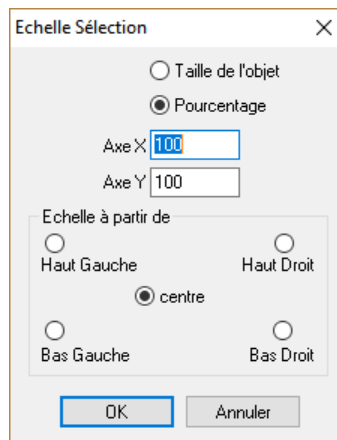 Echelle Sélection
Taille de l'objet
Pourcentage
Axe X 100
Axe Y 100
Echelle à partir de
Haut Gauche Haut Droit
centre
Bas Gauche Bas Droit
OK Annuler